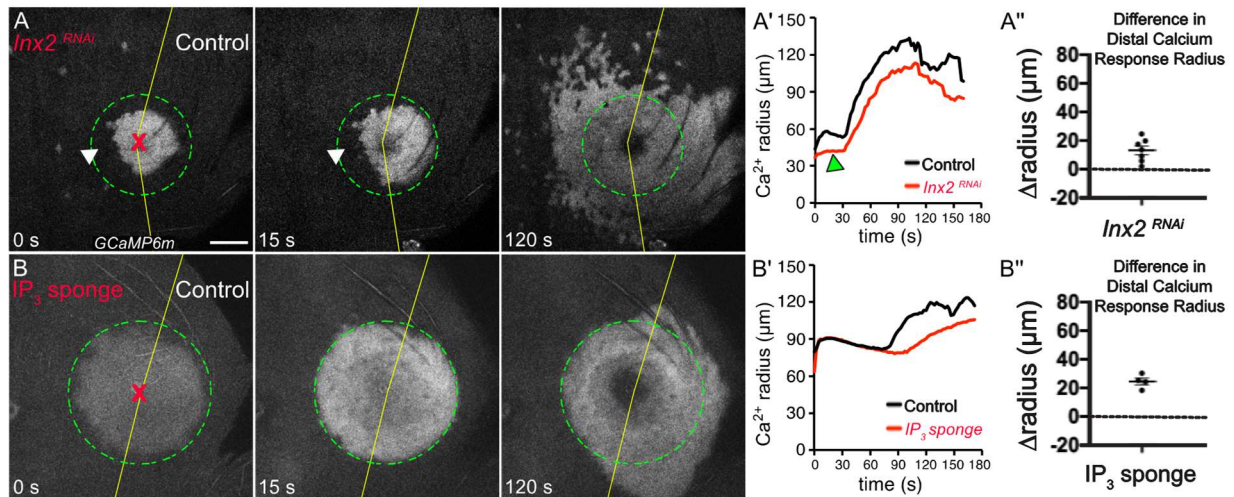 A
Inx2 RNAi
Control
X
0 s
GCaMP6m
15 s
120 s
A'
Ca2+ radius (µm)
150
120
90
60
30
0
Control
Inx2 RNAi
0 30 60 90 120 150 180
time (s)
A"
Difference in
Distal Calcium
Response Radius
Δradius (µm)
80
60
40
20
0
-20
Inx2 RNAi
B
IP3 sponge
Control
X
0 s
15 s
120 s
B'
Ca2+ radius (µm)
150
120
90
60
30
0
Control
IP3 sponge
0 30 60 90 120 150 180
time (s)
B"
Difference in
Distal Calcium
Response Radius
Δradius (µm)
80
60
40
20
0
-20
IP3 sponge